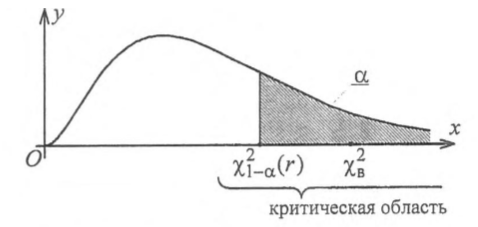 y
α
x
O
χ²₁₋α(r) χ²в
критическая область